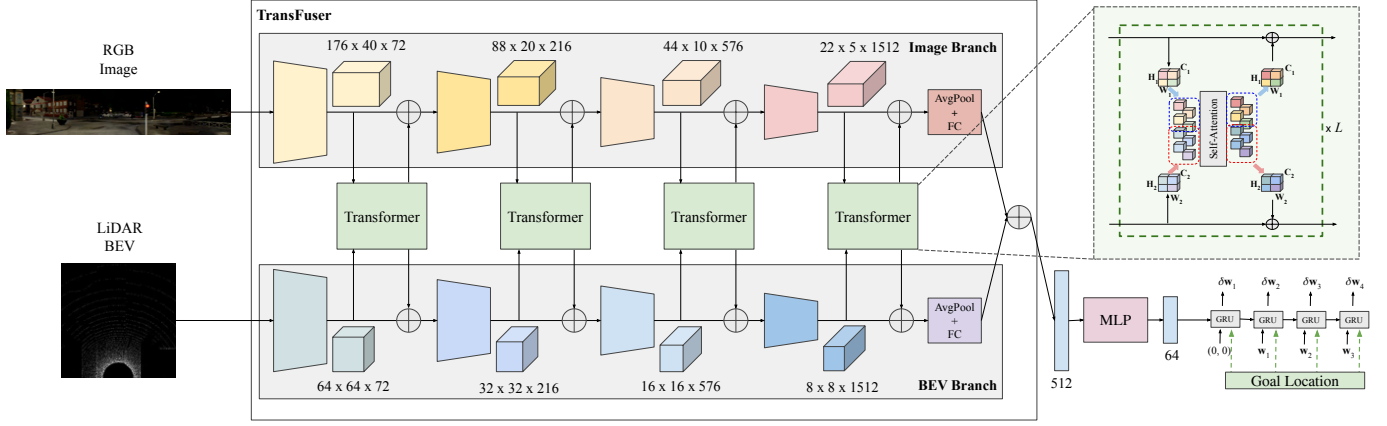 TransFuser
RGB
Image
176 x 40 x 72
88 x 20 x 216
44 x 10 x 576
22 x 5 x 1512
Image Branch
AvgPool
+
FC
Transformer
Transformer
Transformer
Transformer
LiDAR
BEV
AvgPool
+
FC
64 x 64 x 72
32 x 32 x 216
16 x 16 x 576
8 x 8 x 1512
BEV Branch
H₁
C₁
W₁
H₁
C₁
W₁
Self-Attention
x L
H₂
C₂
W₂
H₂
C₂
W₂
512
MLP
64
δw₁
δw₂
δw₃
δw₄
GRU
GRU
GRU
GRU
(0, 0)
w₁
w₂
w₃
Goal Location